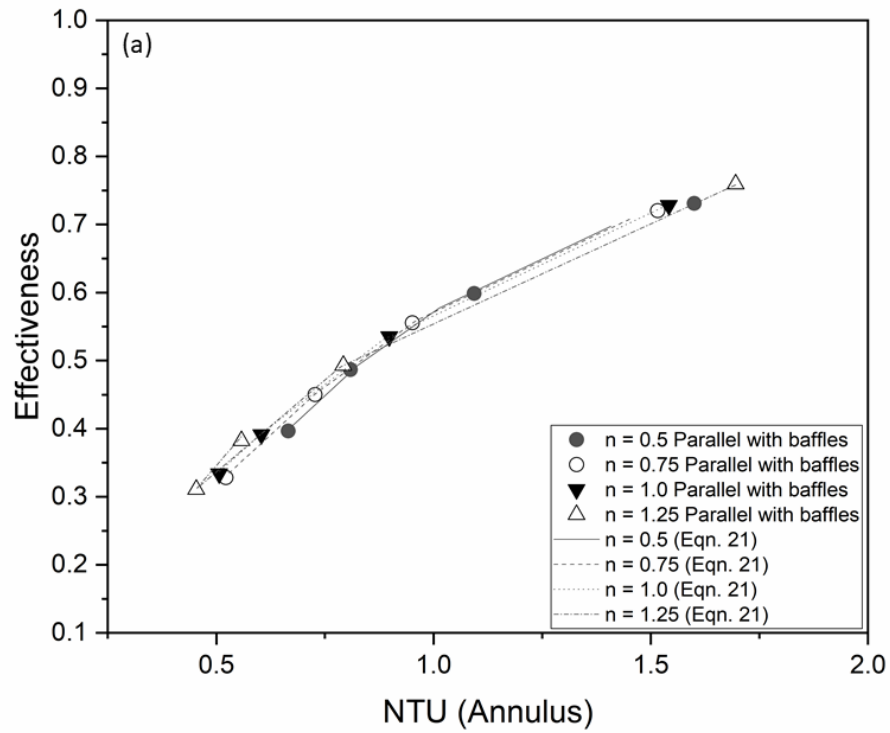 (a)
1.0
0.9
0.8
0.7
0.6
0.5
0.4
0.3
0.2
0.1
Effectiveness
n = 0.5 Parallel with baffles
n = 0.75 Parallel with baffles
n = 1.0 Parallel with baffles
n = 1.25 Parallel with baffles
n = 0.5 (Eqn. 21)
n = 0.75 (Eqn. 21)
n = 1.0 (Eqn. 21)
n = 1.25 (Eqn. 21)
0.5 1.0 1.5 2.0
NTU (Annulus)